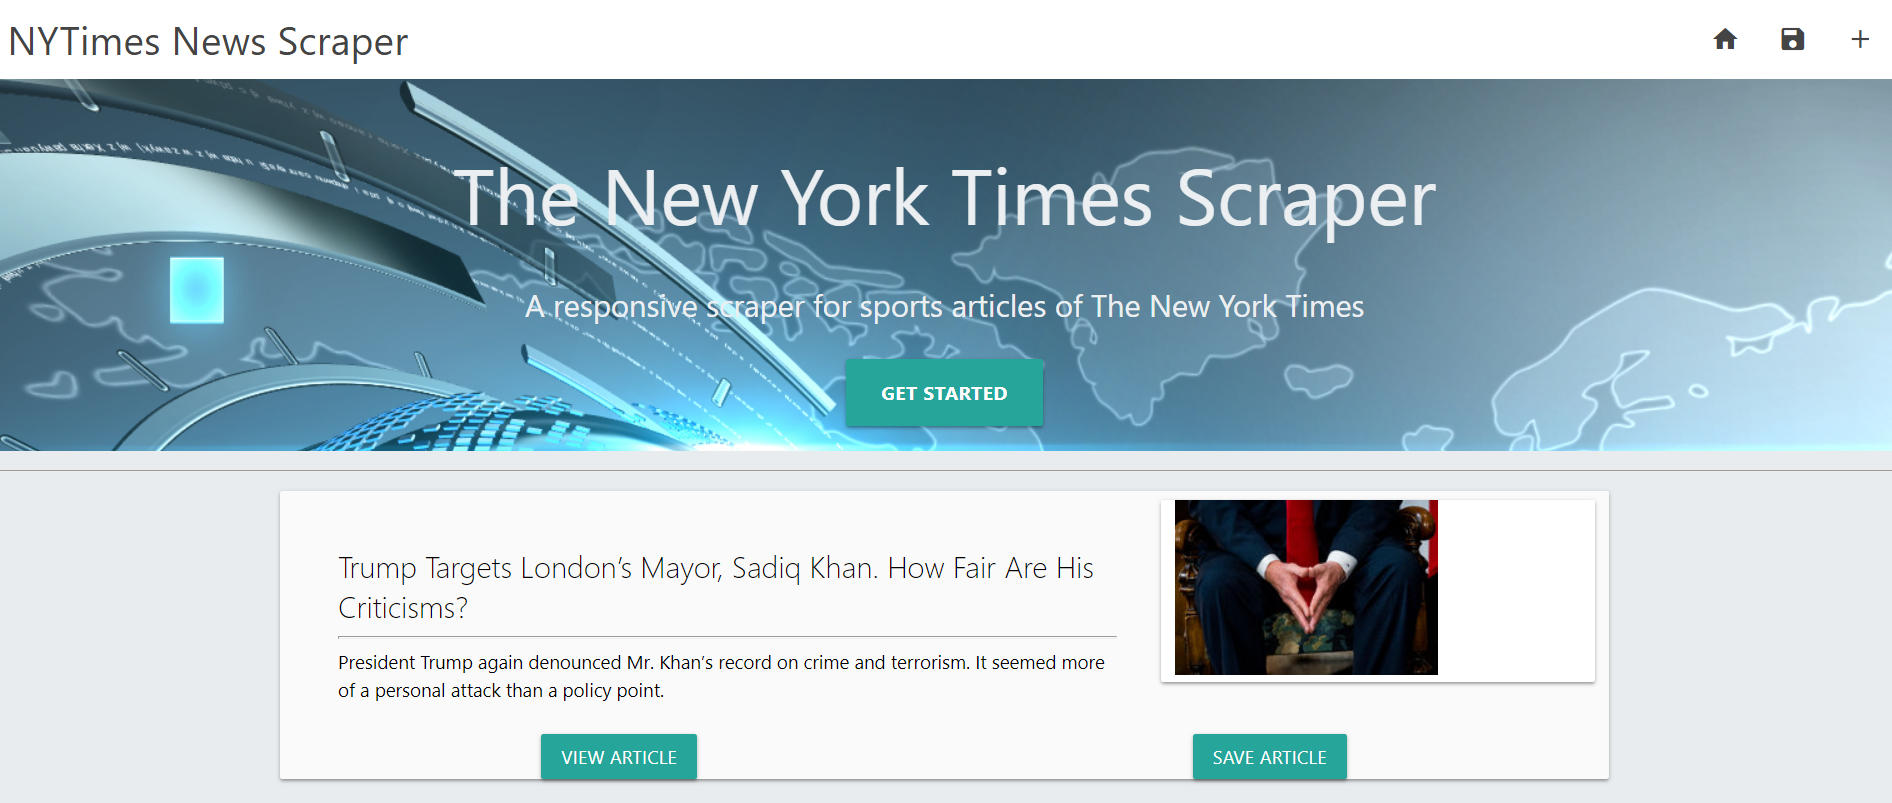 NYTimes News Scraper
The New York Times Scraper
A responsive scraper for sports articles of The New York Times
GET STARTED
Trump Targets London’s Mayor, Sadiq Khan. How Fair Are His
Criticisms?
President Trump again denounced Mr. Khan’s record on crime and terrorism. It seemed more
of a personal attack than a policy point.
VIEW ARTICLE
SAVE ARTICLE